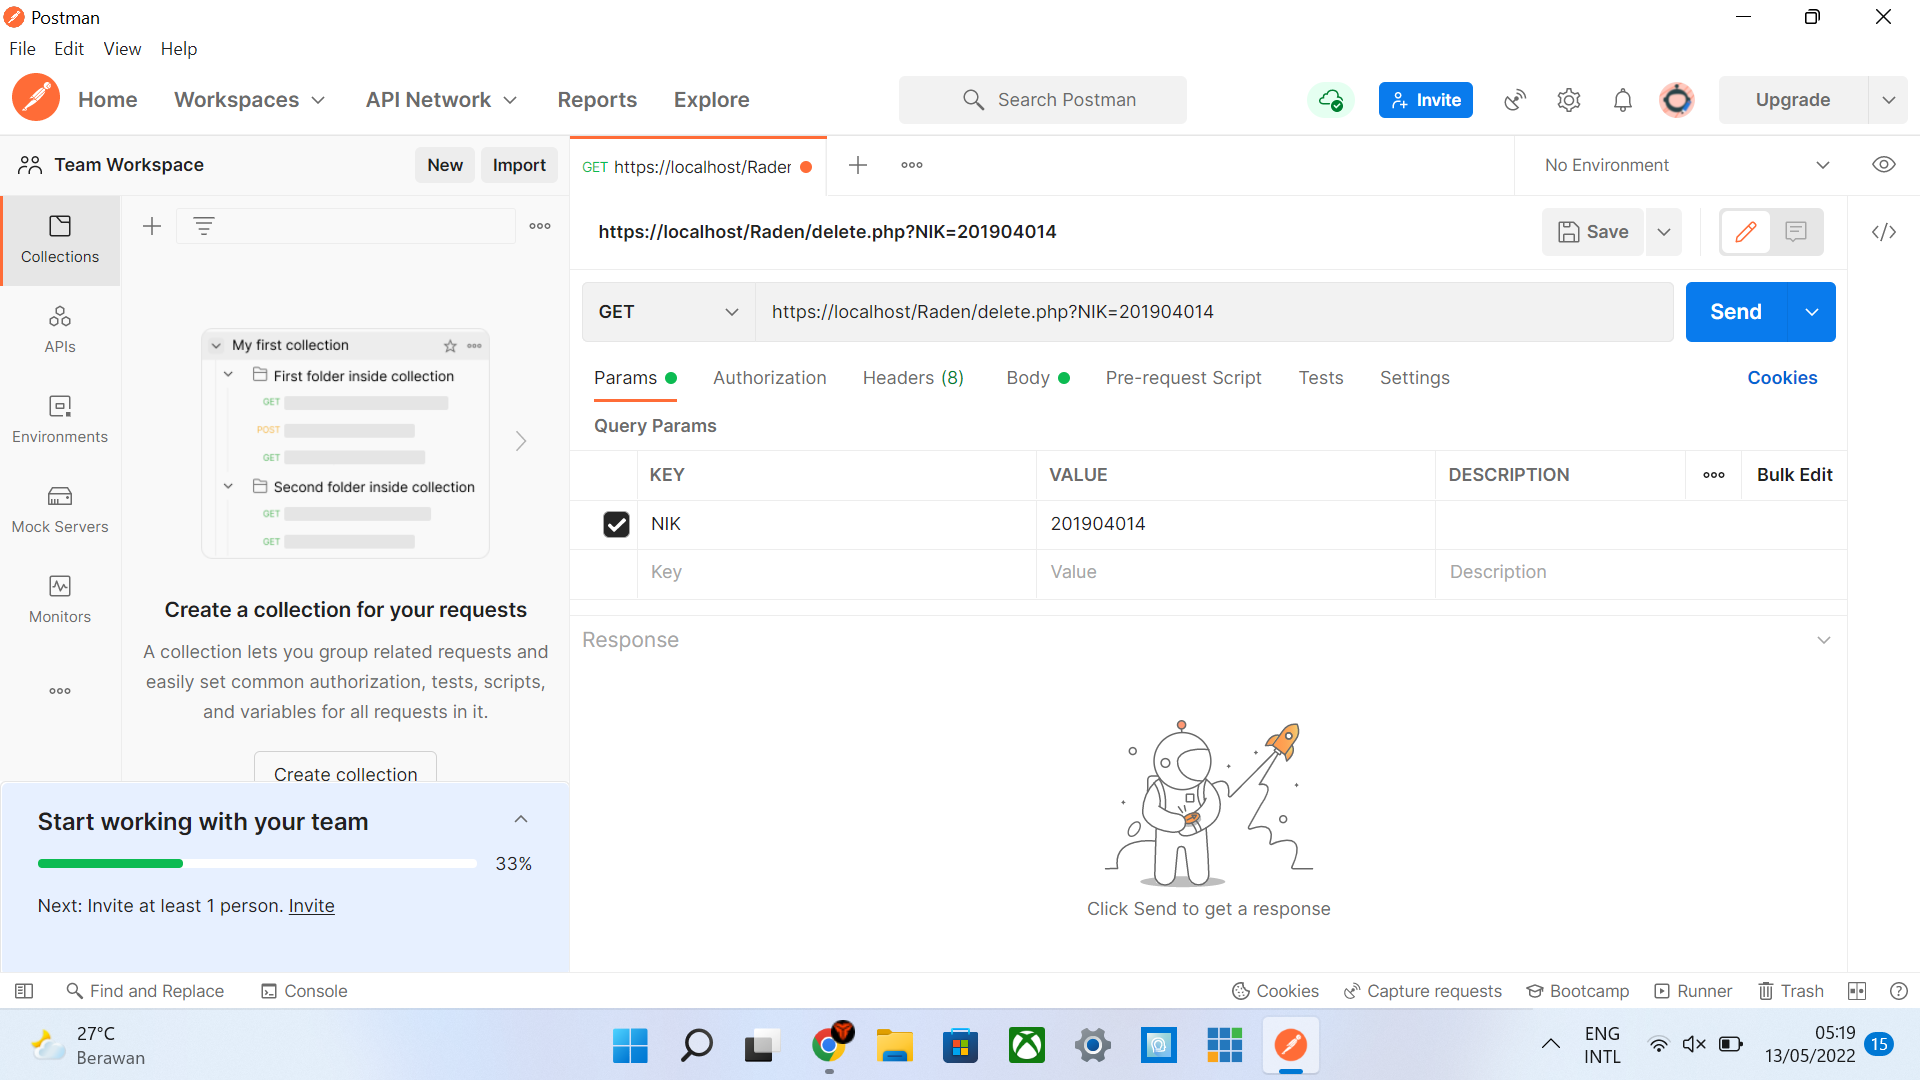 Postman
File Edit View Help
Home Workspaces API Network Reports Explore Search Postman Invite Upgrade
Team Workspace New Import GET https://localhost/Rader No Environment
Collections
APIs
Environments
Mock Servers
Monitors
My first collection
First folder inside collection
GET
POST
GET
Second folder inside collection
GET
GET
Create a collection for your requests
A collection lets you group related requests and
easily set common authorization, tests, scripts,
and variables for all requests in it.
Create collection
Start working with your team
33%
Next: Invite at least 1 person. Invite
https://localhost/Raden/delete.php?NIK=201904014 Save
GET https://localhost/Raden/delete.php?NIK=201904014 Send
Params Authorization Headers (8) Body Pre-request Script Tests Settings Cookies
Query Params
KEY VALUE DESCRIPTION Bulk Edit
NIK 201904014
Key Value Description
Response
Click Send to get a response
Find and Replace Console Cookies Capture requests Bootcamp Runner Trash
27°C
Berawan
ENG
INTL
05:19
13/05/2022
15